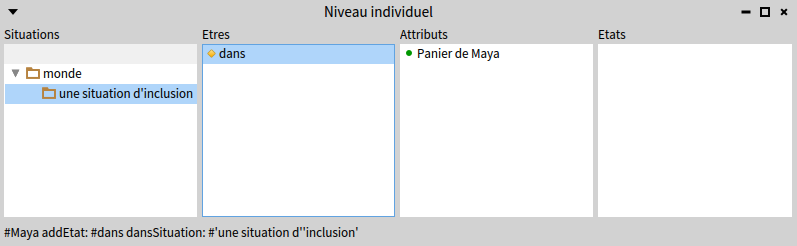 Niveau individuel
Situations
Etres
Attributs
Etats
monde
une situation d'inclusion
dans
Panier de Maya
#Maya addEtat: #dans dansSituation: #'une situation d''inclusion'